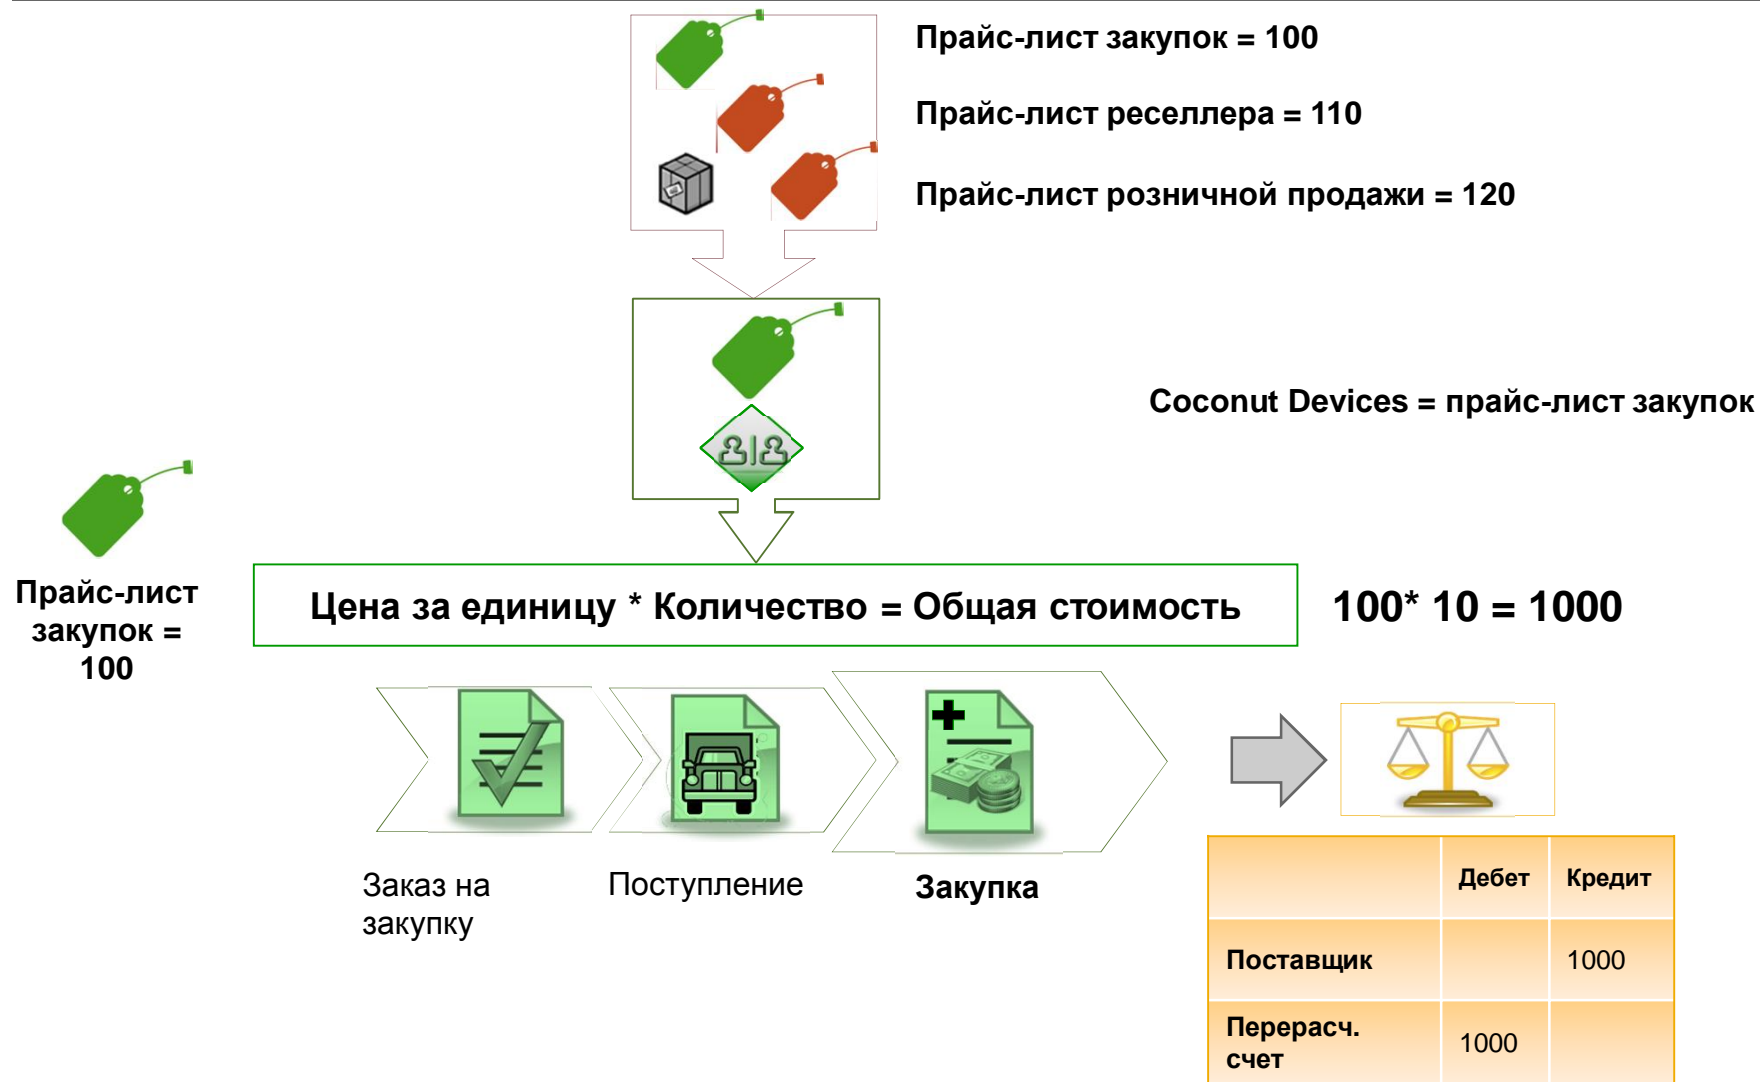 Прайс-лист закупок = 100
Прайс-лист реселлера = 110
Прайс-лист розничной продажи = 120
Coconut Devices = прайс-лист закупок
Прайс-лист
закупок =
100
Цена за единицу * Количество = Общая стоимость
100* 10 = 1000
Заказ на
закупку
Поступление
Закупка
Дебет Кредит
Поставщик 1000
Перерасч.
счет 1000